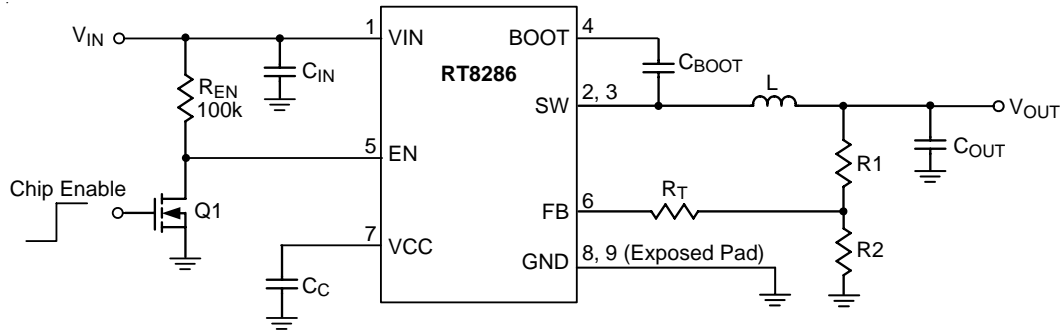 V_IN
1
VIN
BOOT
4
RT8286
C_IN
R_EN
100k
C_BOOT
2, 3
SW
L
V_OUT
C_OUT
5
EN
R1
Chip Enable
Q1
FB
6
R_T
7
VCC
R2
GND
8, 9 (Exposed Pad)
C_C